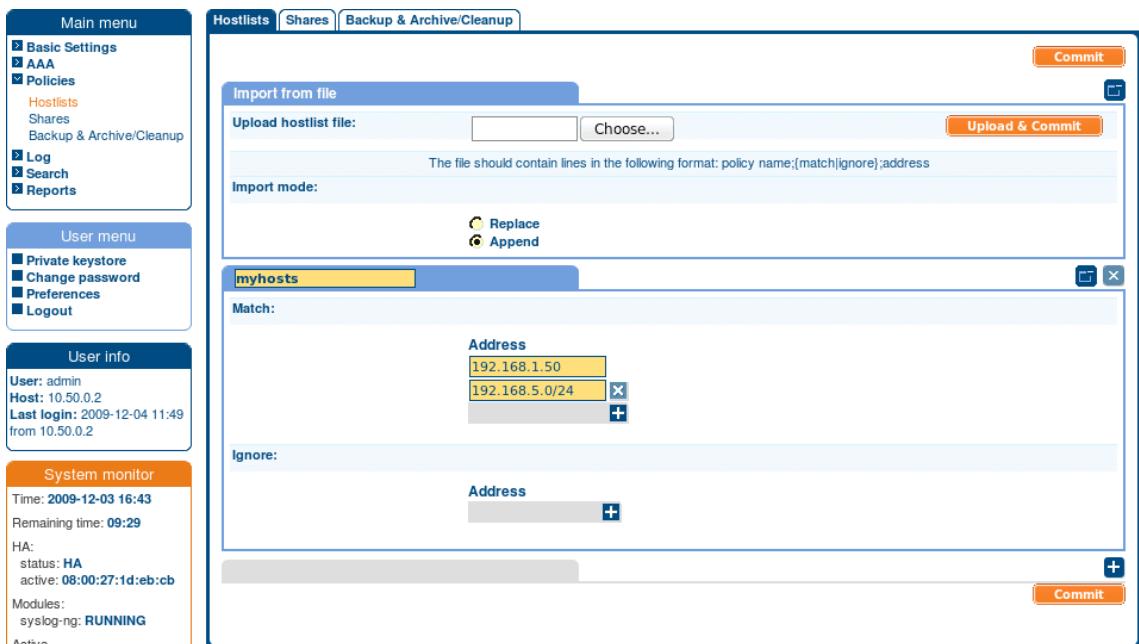 Main menu
Basic Settings
AAA
Policies
Hostlists
Shares
Backup & Archive/Cleanup
Log
Search
Reports
User menu
Private keystore
Change password
Preferences
Logout
User info
User: admin
Host: 10.50.0.2
Last login: 2009-12-04 11:49
from 10.50.0.2
System monitor
Time: 2009-12-03 16:43
Remaining time: 09:29
HA:
status: HA
active: 08:00:27:1d:eb:cb
Modules:
syslog-ng: RUNNING
Active
Hostlists Shares Backup & Archive/Cleanup
Commit
Import from file
Upload hostlist file: Choose... Upload & Commit
The file should contain lines in the following format: policy name;{match|ignore};address
Import mode:
Replace
Append
myhosts
Match:
Address
192.168.1.50
192.168.5.0/24
Ignore:
Address
Commit